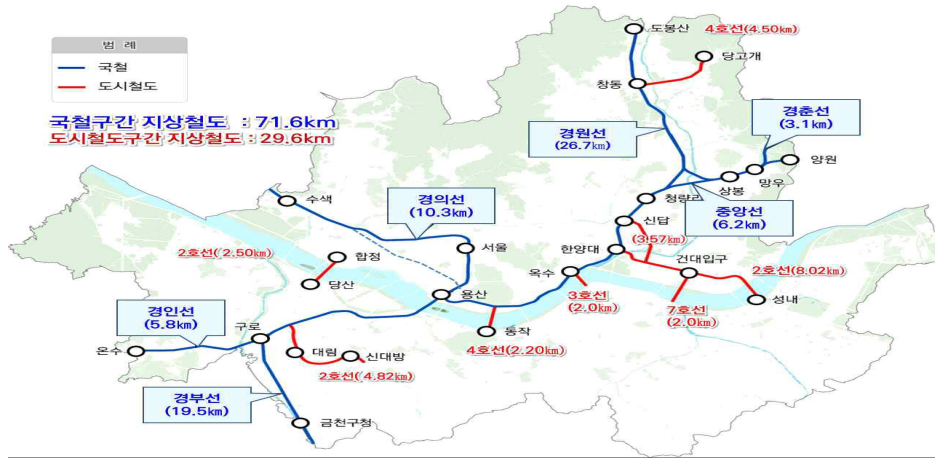 범 례
국철
도시철도
국철구간 지상철도 : 71.6km
도시철도구간 지상철도 : 29.6km
도봉산
4호선(4.50km)
당고개
창동
경원선
(26.7km)
경춘선
(3.1km)
양원
망우
상봉
청량리
중앙선
(6.2km)
수색
경의선
(10.3km)
서울
신답
(3.57km)
한양대
건대입구
2호선(8.02km)
성내
옥수
3호선
(2.0km)
7호선
(2.0km)
2호선(2.50km)
합정
당산
용산
동작
4호선(2.20km)
경인선
(5.8km)
온수
구로
대림
신대방
2호선(4.82km)
경부선
(19.5km)
금천구청